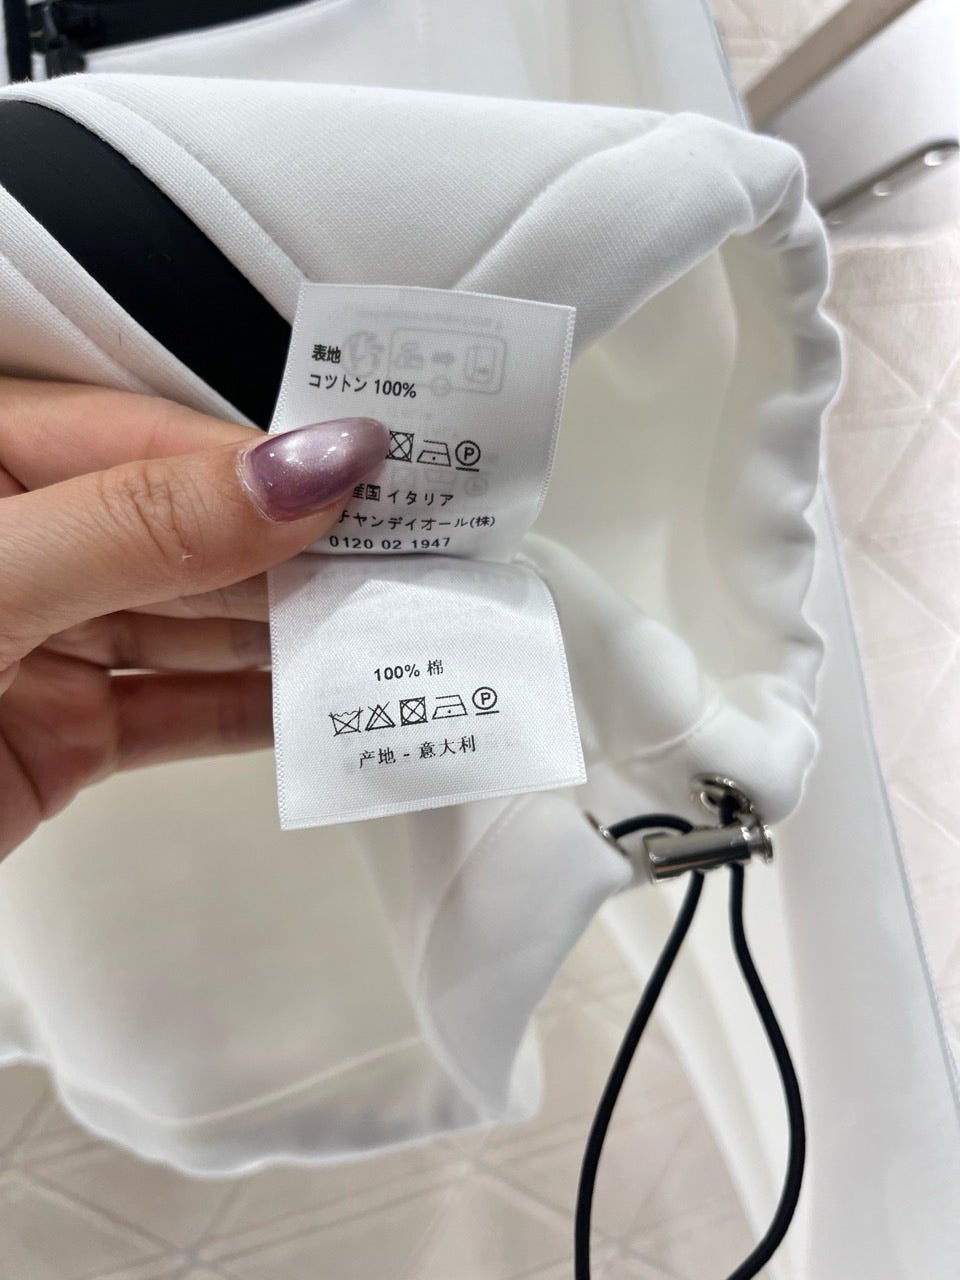 表地
コットン 100%
P
産国 イタリア
チャンディオール(株)
0120 02 1947
100% 棉
P
产地 - 意大利